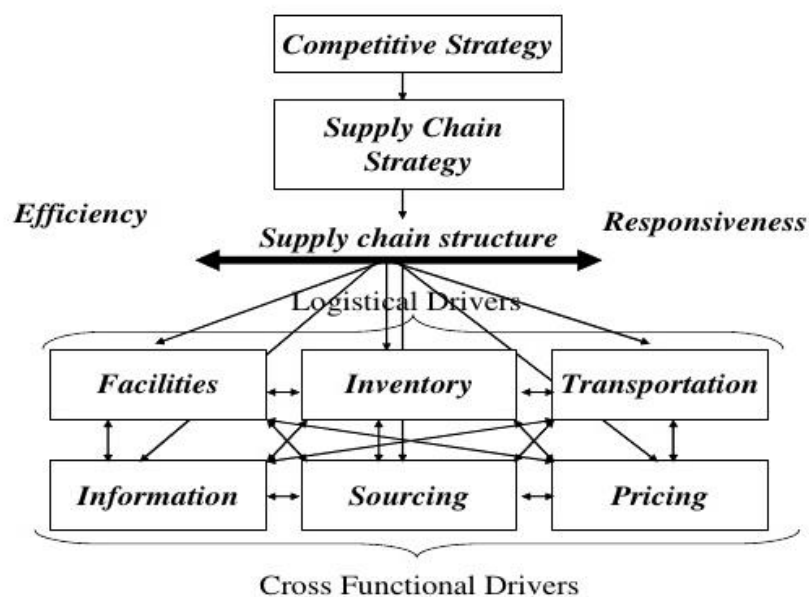 Competitive Strategy
Supply Chain
Strategy
Efficiency
Responsiveness
Supply chain structure
Logistical Drivers
Facilities
Inventory
Transportation
Information
Sourcing
Pricing
Cross Functional Drivers